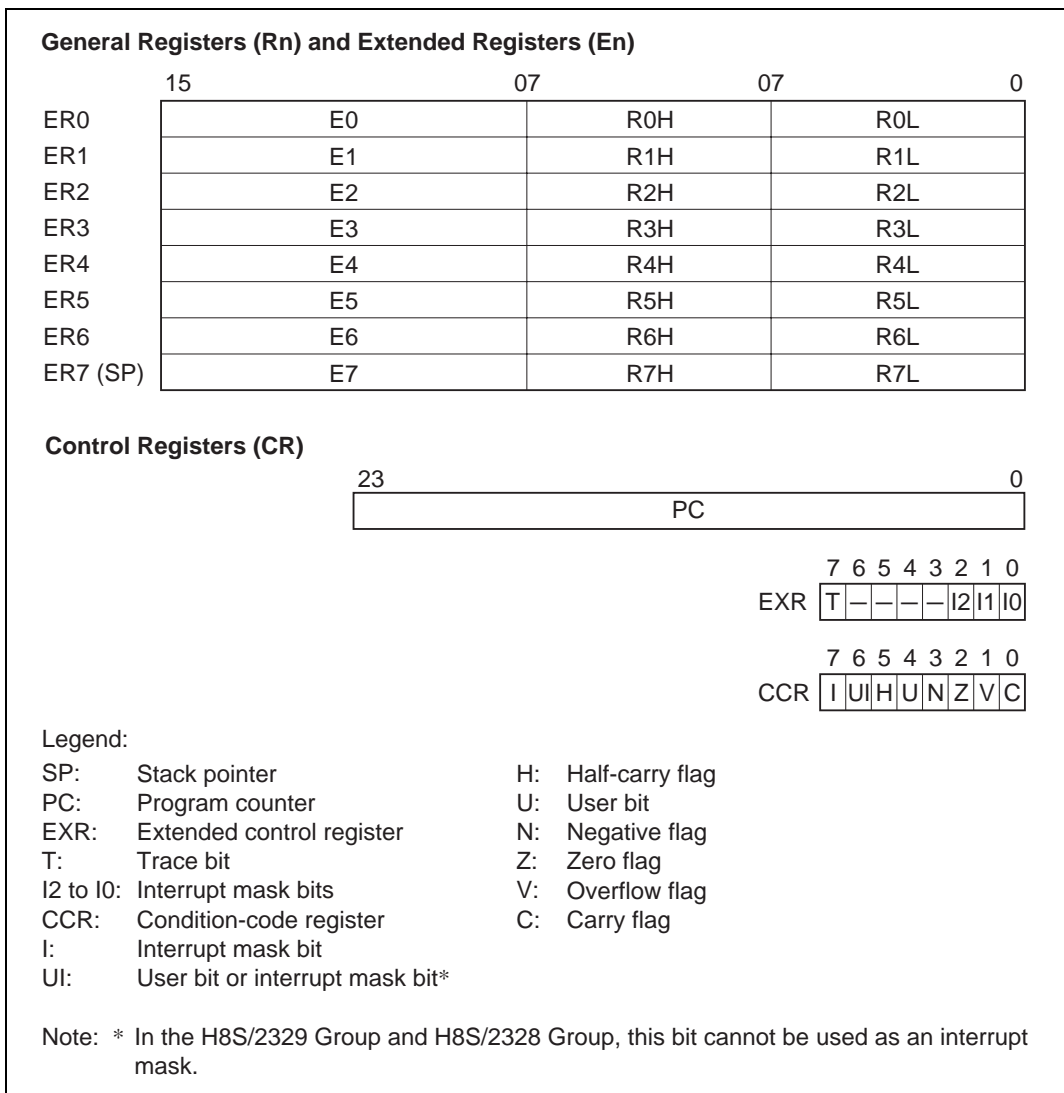 General Registers (Rn) and Extended Registers (En)
15 07 07 0
ER0 E0 R0H R0L
ER1 E1 R1H R1L
ER2 E2 R2H R2L
ER3 E3 R3H R3L
ER4 E4 R4H R4L
ER5 E5 R5H R5L
ER6 E6 R6H R6L
ER7 (SP) E7 R7H R7L
Control Registers (CR)
23 0
PC
7 6 5 4 3 2 1 0
EXR T — — — — I2 I1 I0
7 6 5 4 3 2 1 0
CCR I UI H U N Z V C
Legend:
SP: Stack pointer H: Half-carry flag
PC: Program counter U: User bit
EXR: Extended control register N: Negative flag
T: Trace bit Z: Zero flag
I2 to I0: Interrupt mask bits V: Overflow flag
CCR: Condition-code register C: Carry flag
I: Interrupt mask bit
UI: User bit or interrupt mask bit*
Note: * In the H8S/2329 Group and H8S/2328 Group, this bit cannot be used as an interrupt
mask.